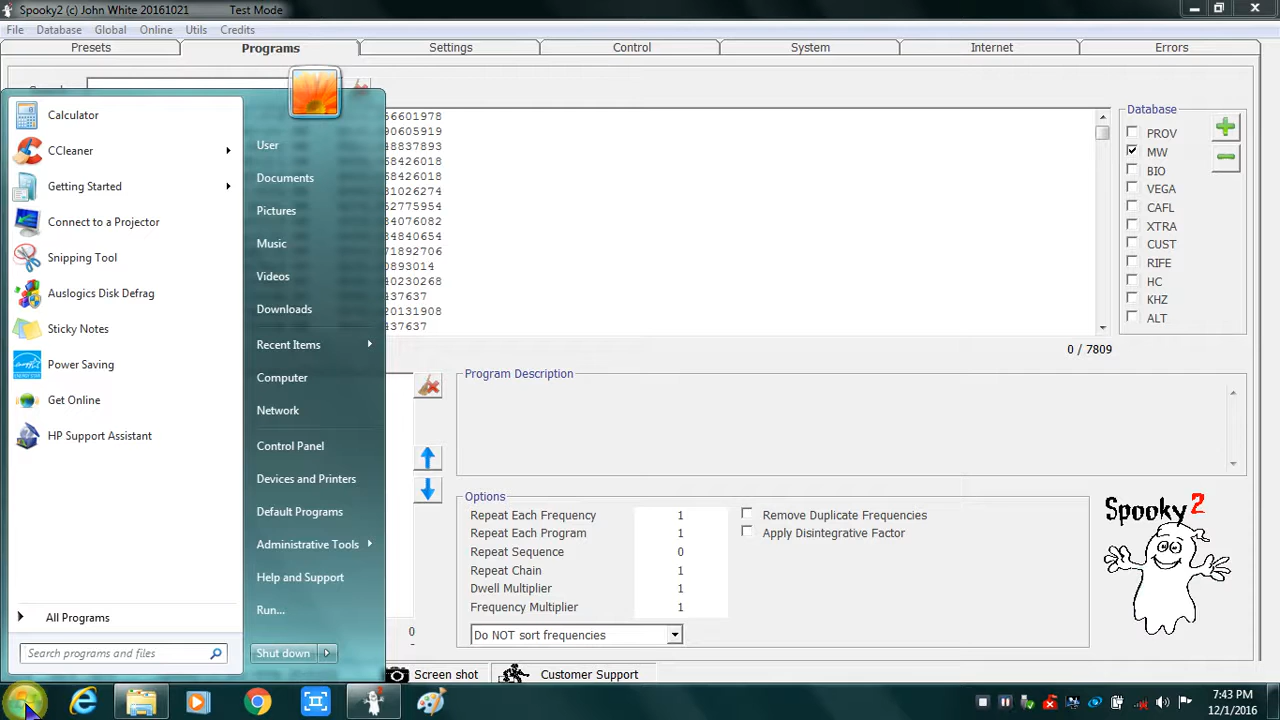 Spooky2 (c) John White 20161021 Test Mode
File Database Global Online Utils Credits
Presets Programs Settings Control System Internet Errors
Calculator
CCleaner
Getting Started
Connect to a Projector
Snipping Tool
Auslogics Disk Defrag
Sticky Notes
Power Saving
Get Online
HP Support Assistant
All Programs
Search programs and files
User
Documents
Pictures
Music
Videos
Downloads
Recent Items
Computer
Network
Control Panel
Devices and Printers
Default Programs
Administrative Tools
Help and Support
Run...
Shut down
66601978
90605919
48837893
58426018
58426018
31026274
52775954
34076082
34840654
71892706
0893014
40230268
437637
20131908
437637
0 / 7809
Database
PROV
MW
BIO
VEGA
CAFL
XTRA
CUST
RIFE
HC
KHZ
ALT
Program Description
0
-
Options
Repeat Each Frequency 1
Repeat Each Program 1
Repeat Sequence 0
Repeat Chain 1
Dwell Multiplier 1
Frequency Multiplier 1
Do NOT sort frequencies
Remove Duplicate Frequencies
Apply Disintegrative Factor
Spooky2
Screen shot Customer Support
7:43 PM
12/1/2016